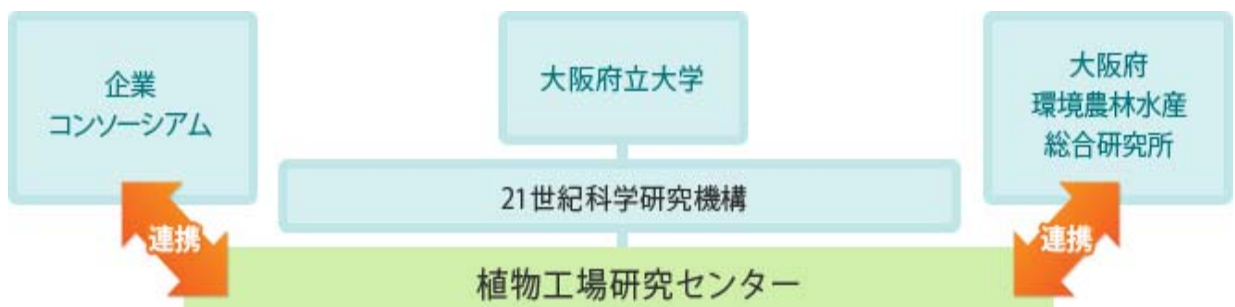 企業
コンソーシアム
大阪府立大学
大阪府
環境農林水産
総合研究所
21世紀科学研究機構
連携
連携
植物工場研究センター